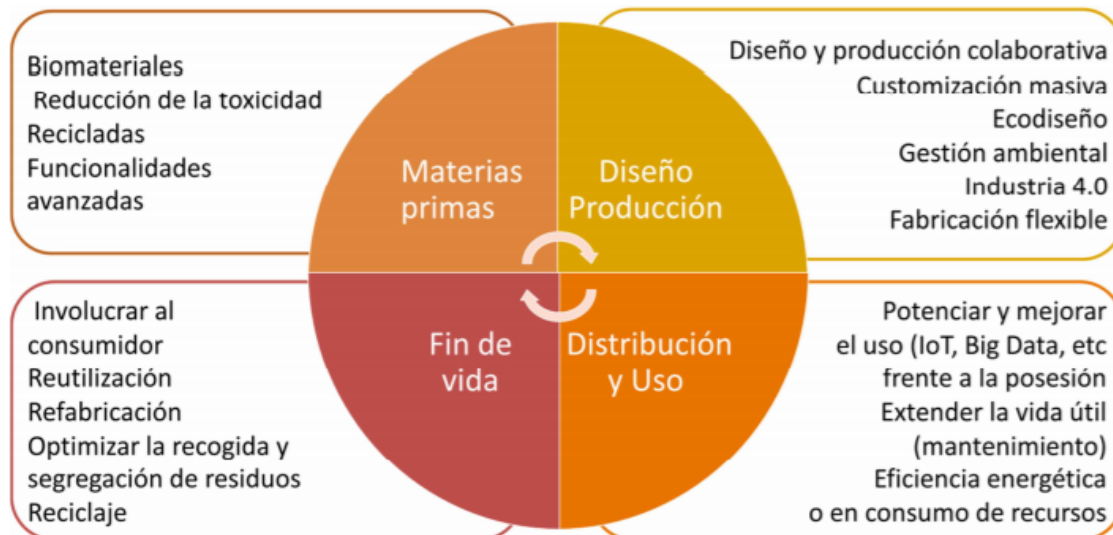 Biomateriales
Reducción de la toxicidad
Recicladas
Funcionalidades
avanzadas
Materias
primas
Diseño
Producción
Diseño y producción colaborativa
Customización masiva
Ecodiseño
Gestión ambiental
Industria 4.0
Fabricación flexible
Involucrar al
consumidor
Reutilización
Refabricación
Optimizar la recogida y
segregación de residuos
Reciclaje
Fin de
vida
Distribución
y Uso
Potenciar y mejorar
el uso (IoT, Big Data, etc
frente a la posesión
Extender la vida útil
(mantenimiento)
Eficiencia energética
o en consumo de recursos